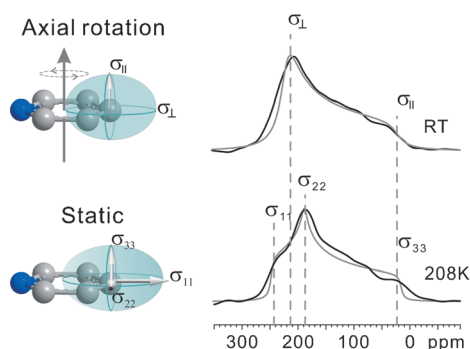 Axial rotation
σ||
σ⊥
σ⊥
σ||
RT
Static
σ33
σ11
σ22
σ11
σ22
σ33
208K
300 200 100 0 ppm